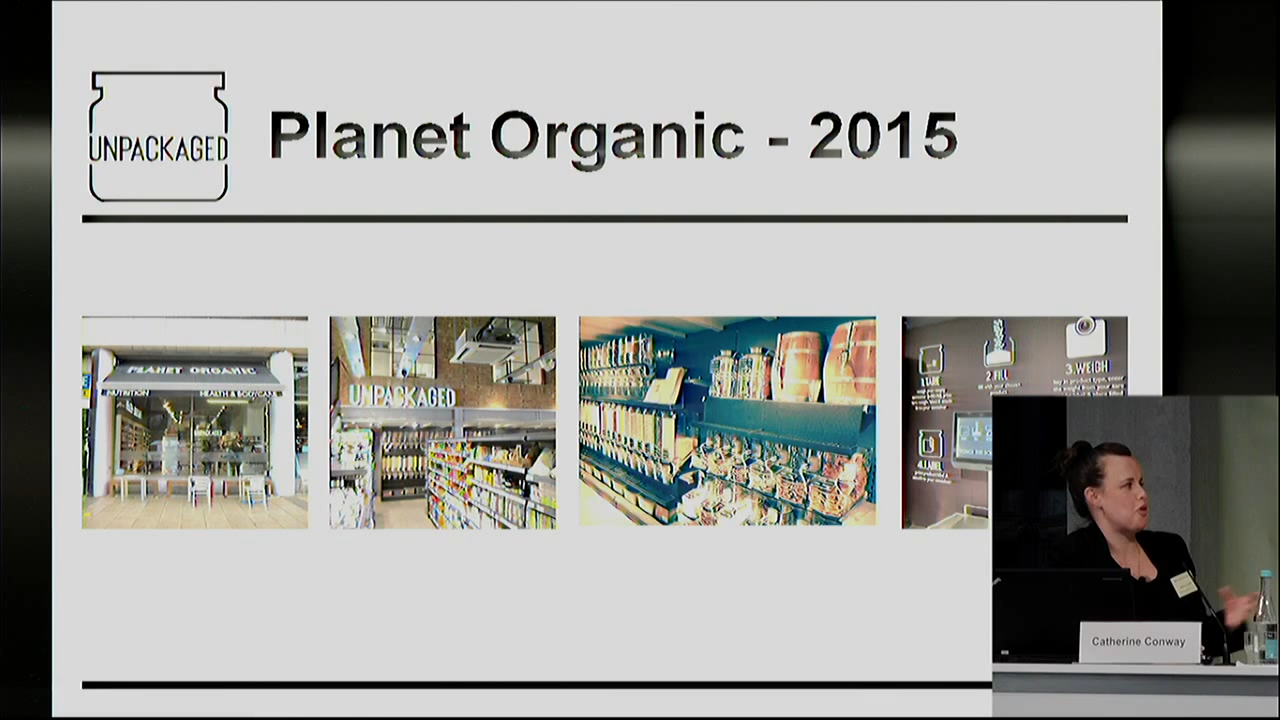 UNPACKAGED
Planet Organic - 2015
PLANET ORGANIC
NUTRITION
HEALTH & BODYCARE
UNPACKAGED
1.TARE
2.FILL
3.WEIGH
4.LABEL
Catherine Conway